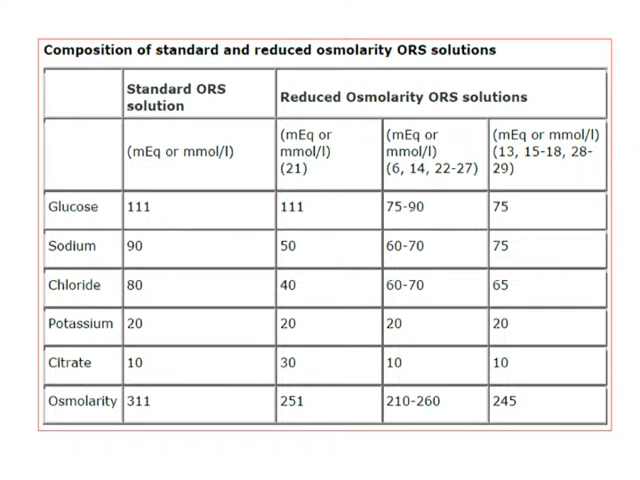 Composition of standard and reduced osmolarity ORS solutions
Standard ORS
solution
Reduced Osmolarity ORS solutions
(mEq or mmol/l)
(mEq or
mmol/l)
(21)
(mEq or
mmol/l)
(6, 14, 22-27)
(mEq or mmol/l)
(13, 15-18, 28-
29)
Glucose 111 111 75-90 75
Sodium 90 50 60-70 75
Chloride 80 40 60-70 65
Potassium 20 20 20 20
Citrate 10 30 10 10
Osmolarity 311 251 210-260 245